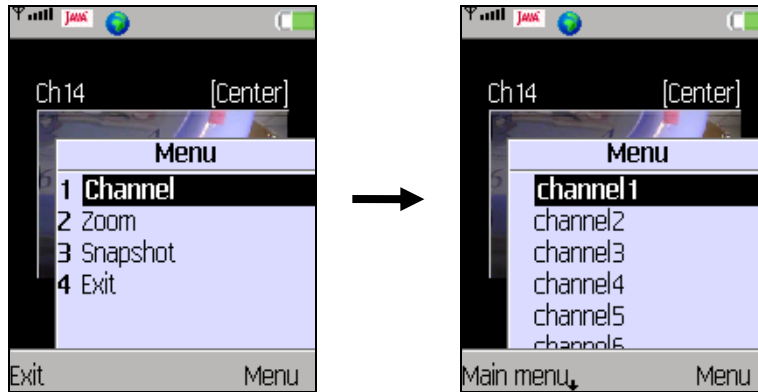 JAVA
Ch14 [Center]
Menu
1 Channel
2 Zoom
3 Snapshot
4 Exit
Exit Menu
JAVA
Ch14 [Center]
Menu
channel1
channel2
channel3
channel4
channel5
channel6
Main menu Menu